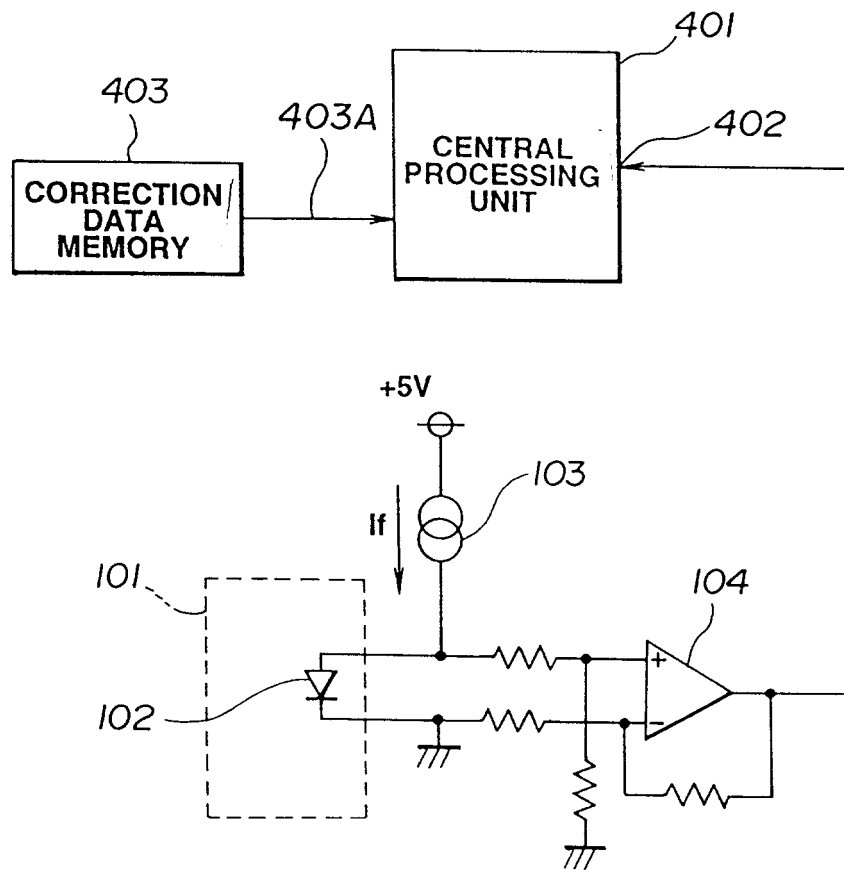 401
403
403A
402
CENTRAL
PROCESSING
UNIT
CORRECTION
DATA
MEMORY
+5V
103
If
101
104
+
102
−